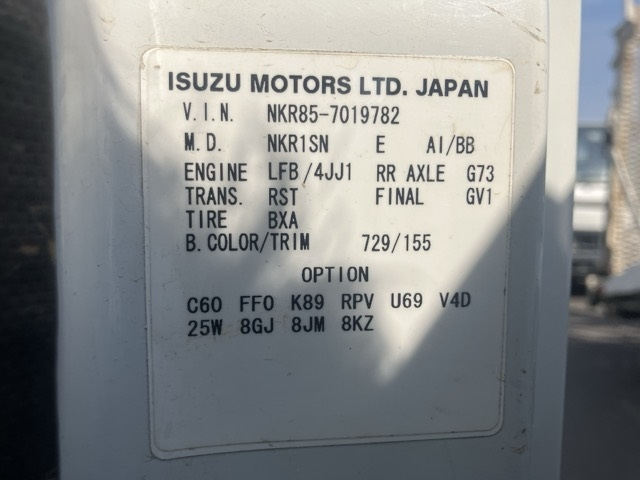 ISUZU MOTORS LTD. JAPAN
V.I.N. NKR85-7019782
M.D. NKR1SN E AI/BB
ENGINE LFB/4JJ1 RR AXLE G73
TRANS. RST FINAL GV1
TIRE BXA
B.COLOR/TRIM 729/155
OPTION
C60 FF0 K89 RPV U69 V4D
25W 8GJ 8JM 8KZ